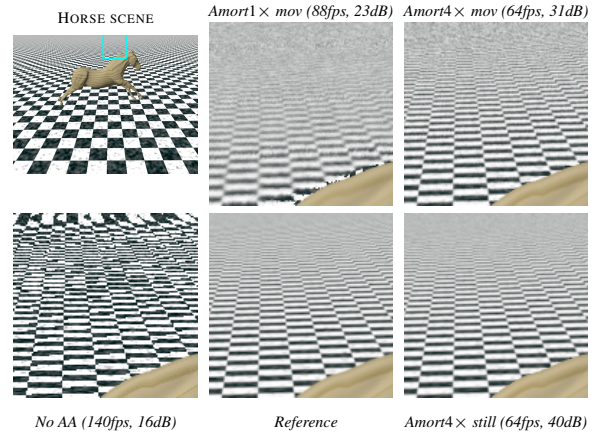 HORSE SCENE
Amort1× mov (88fps, 23dB)
Amort4× mov (64fps, 31dB)
No AA (140fps, 16dB)
Reference
Amort4× still (64fps, 40dB)